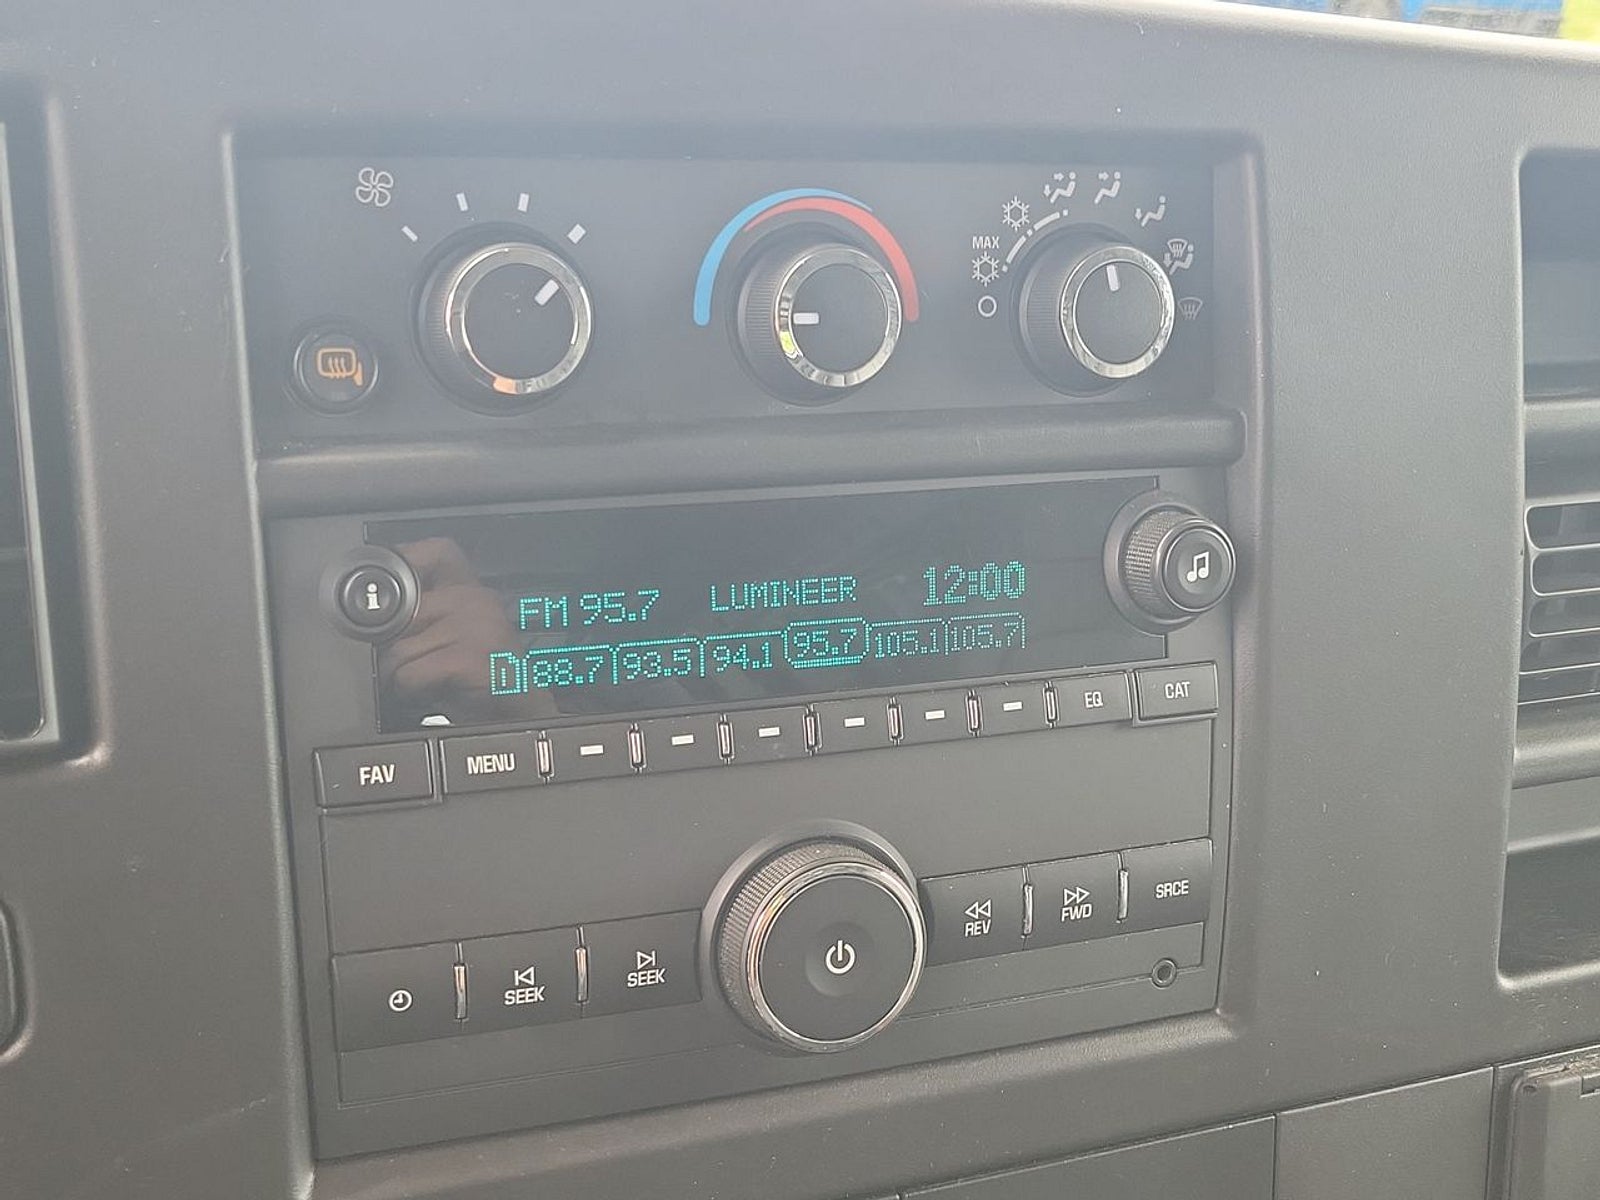 MAX
FM 95.7 LUMINEER 12:00
1 88.7 93.5 94.1 95.7 105.1 105.7
FAV MENU EQ CAT
SEEK SEEK REV FWD SRCE